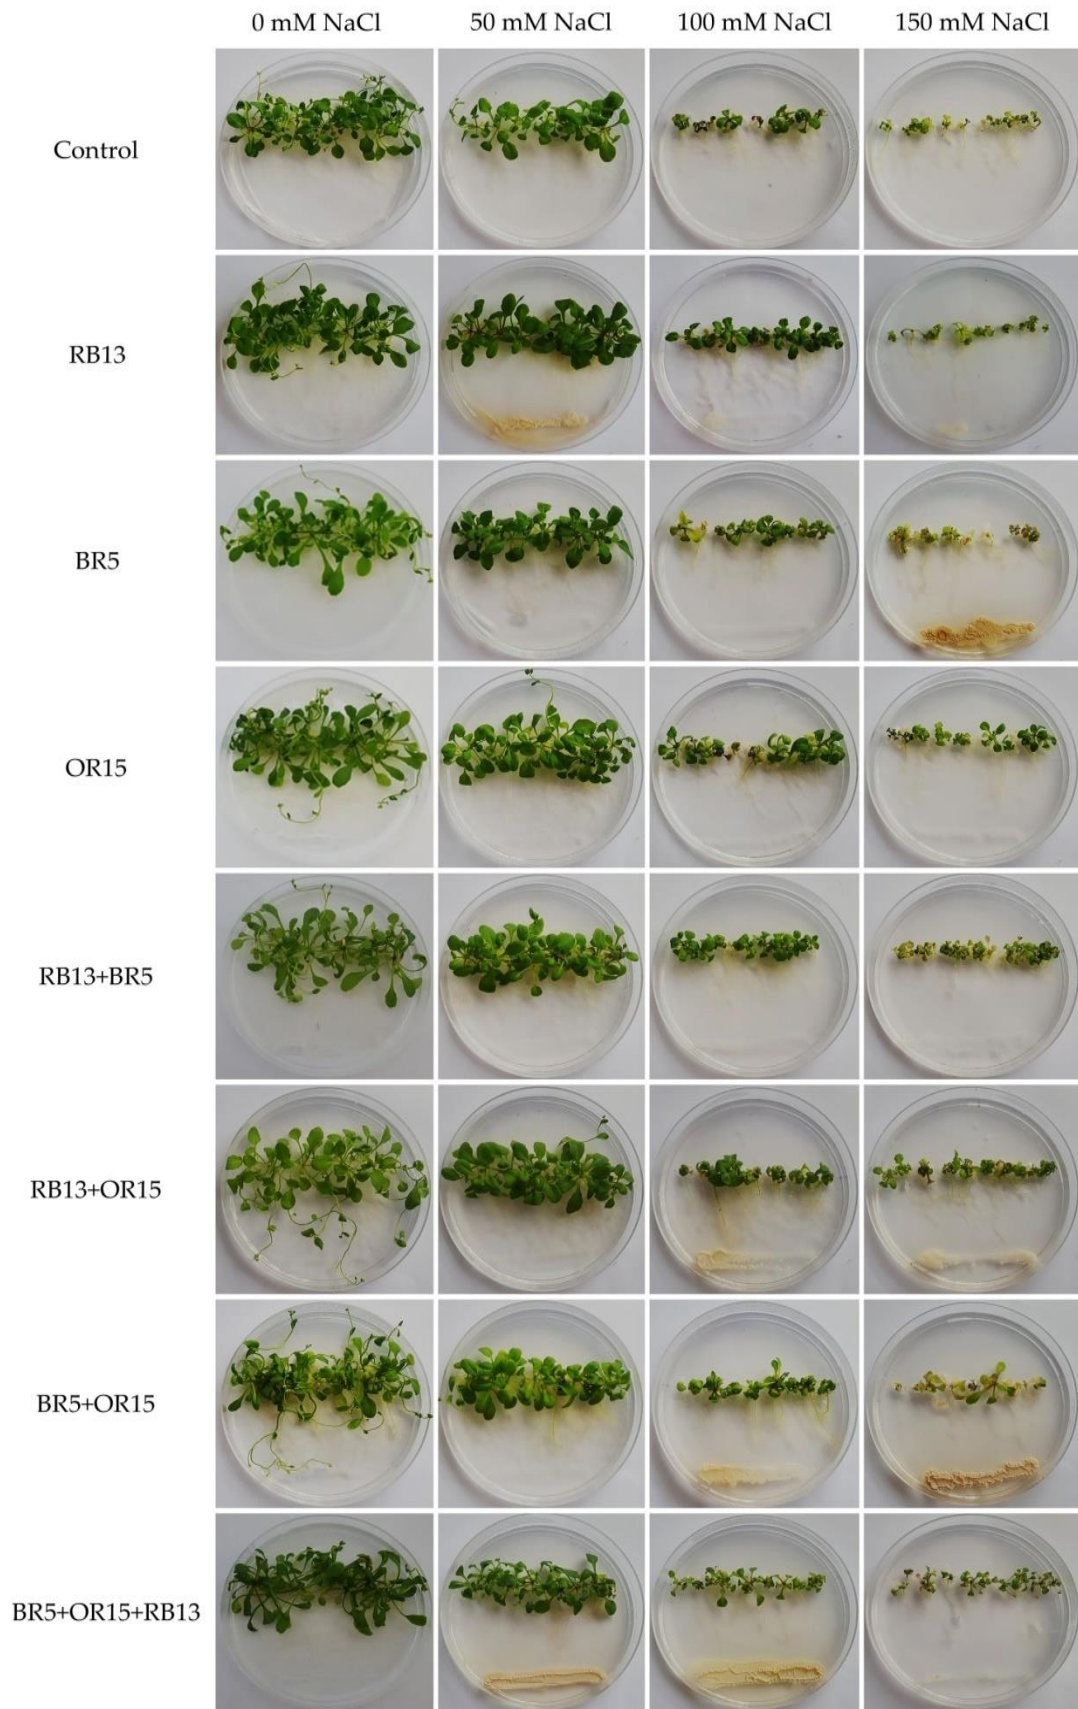 0 mM NaCl 50 mM NaCl 100 mM NaCl 150 mM NaCl
Control
RB13
BR5
OR15
RB13+BR5
RB13+OR15
BR5+OR15
BR5+OR15+RB13